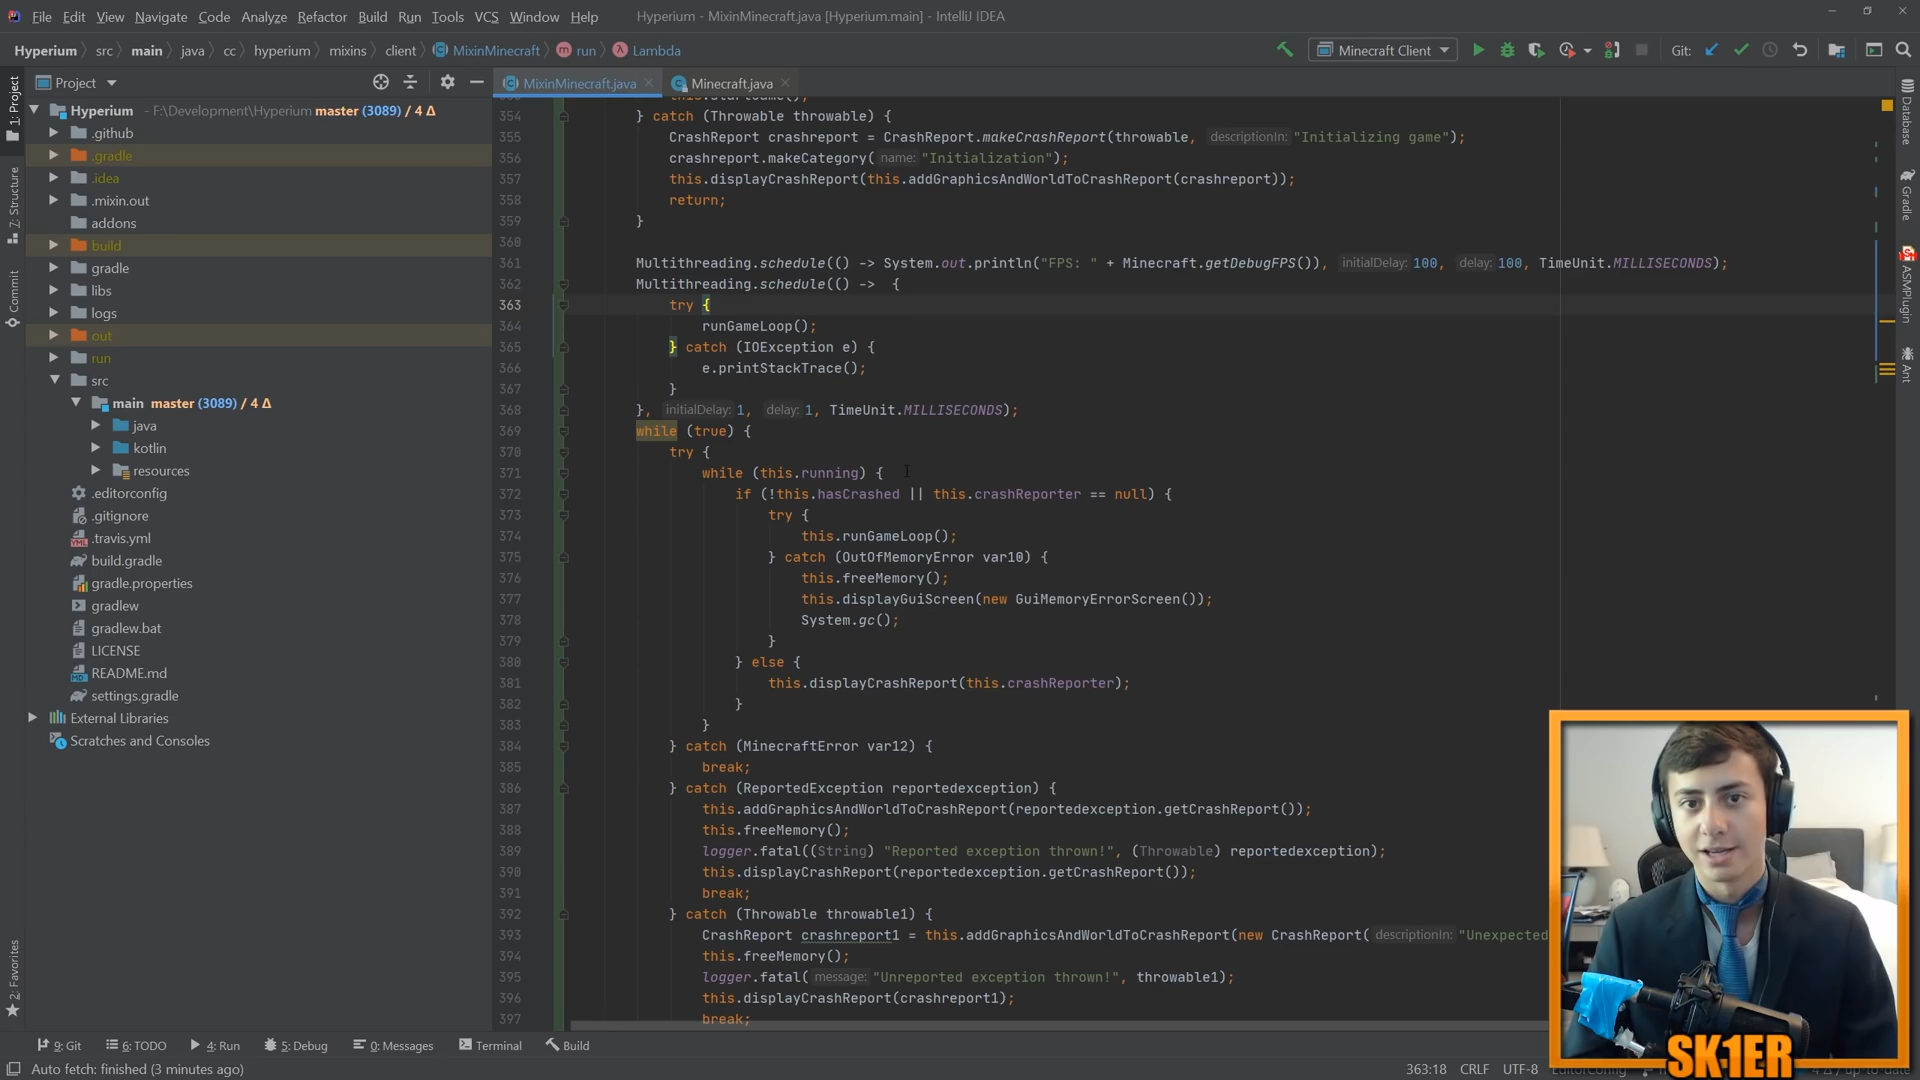 File Edit View Navigate Code Analyze Refactor Build Run Tools VCS Window Help Hyperium - MixinMinecraft.java [Hyperium.main] - IntelliJ IDEA
Hyperium src main java cc hyperium mixins client MixinMinecraft run Lambda Minecraft Client Git:
Project MixinMinecraft.java Minecraft.java
1: Project
7: Structure
Commit
2: Favorites
Hyperium - F:\Development\Hyperium master (3089) / 4 Δ
.github
.gradle
.idea
.mixin.out
addons
build
gradle
libs
logs
out
run
src
main master (3089) / 4 Δ
java
kotlin
resources
.editorconfig
.gitignore
.travis.yml
build.gradle
gradle.properties
gradlew
gradlew.bat
LICENSE
README.md
settings.gradle
External Libraries
Scratches and Consoles
354 } catch (Throwable throwable) {
355 CrashReport crashreport = CrashReport.makeCrashReport(throwable, descriptionIn: "Initializing game");
356 crashreport.makeCategory( name: "Initialization");
357 this.displayCrashReport(this.addGraphicsAndWorldToCrashReport(crashreport));
358 return;
359 }
360
361 Multithreading.schedule(() -> System.out.println("FPS: " + Minecraft.getDebugFPS()), initialDelay: 100, delay: 100, TimeUnit.MILLISECONDS);
362 Multithreading.schedule(() -> {
363 try {
364 runGameLoop();
365 } catch (IOException e) {
366 e.printStackTrace();
367 }
368 }, initialDelay: 1, delay: 1, TimeUnit.MILLISECONDS);
369 while (true) {
370 try {
371 while (this.running) {
372 if (!this.hasCrashed || this.crashReporter == null) {
373 try {
374 this.runGameLoop();
375 } catch (OutOfMemoryError var10) {
376 this.freeMemory();
377 this.displayGuiScreen(new GuiMemoryErrorScreen());
378 System.gc();
379 }
380 } else {
381 this.displayCrashReport(this.crashReporter);
382 }
383 }
384 } catch (MinecraftError var12) {
385 break;
386 } catch (ReportedException reportedexception) {
387 this.addGraphicsAndWorldToCrashReport(reportedexception.getCrashReport());
388 this.freeMemory();
389 logger.fatal((String) "Reported exception thrown!", (Throwable) reportedexception);
390 this.displayCrashReport(reportedexception.getCrashReport());
391 break;
392 } catch (Throwable throwable1) {
393 CrashReport crashreport1 = this.addGraphicsAndWorldToCrashReport(new CrashReport( descriptionIn: "Unexpected
394 this.freeMemory();
395 logger.fatal( message: "Unreported exception thrown!", throwable1);
396 this.displayCrashReport(crashreport1);
397 break;
Database
Gradle
ASMPlugin
Ant
SK1ER
9: Git 6: TODO 4: Run 5: Debug 0: Messages Terminal Build
Auto fetch: finished (3 minutes ago) 363:18 CRLF UTF-8